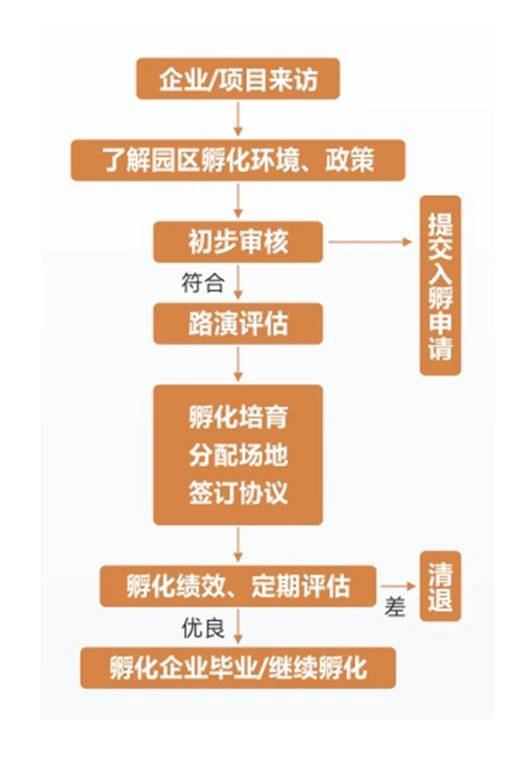 企业/项目来访
了解园区孵化环境、政策
初步审核
提交入孵申请
符合
路演评估
孵化培育
分配场地
签订协议
孵化绩效、定期评估
差
清退
优良
孵化企业毕业/继续孵化